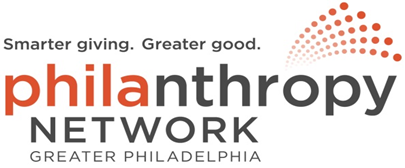 Smarter giving. Greater good.
philanthropy
NETWORK
GREATER PHILADELPHIA